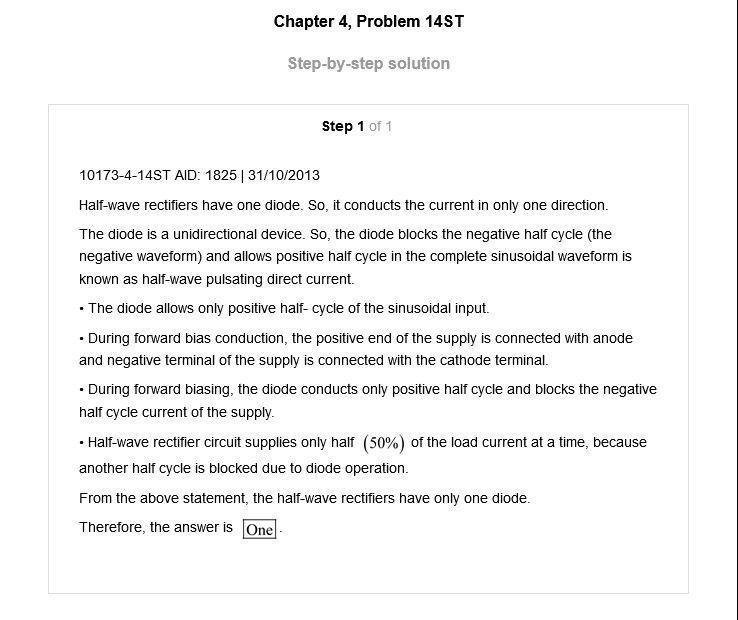 Chapter 4, Problem 14ST
Step-by-step solution
Step 1 of 1
10173-4-14ST AID: 1825 | 31/10/2013
Half-wave rectifiers have one diode. So, it conducts the current in only one direction.
The diode is a unidirectional device. So, the diode blocks the negative half cycle (the
negative waveform) and allows positive half cycle in the complete sinusoidal waveform is
known as half-wave pulsating direct current.
• The diode allows only positive half- cycle of the sinusoidal input.
• During forward bias conduction, the positive end of the supply is connected with anode
and negative terminal of the supply is connected with the cathode terminal.
• During forward biasing, the diode conducts only positive half cycle and blocks the negative
half cycle current of the supply.
• Half-wave rectifier circuit supplies only half (50%) of the load current at a time, because
another half cycle is blocked due to diode operation.
From the above statement, the half-wave rectifiers have only one diode.
Therefore, the answer is One.